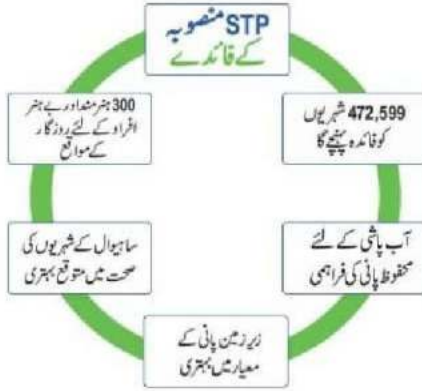 STP منصوبہ
کے فائدے
472,599 شہریوں
کو فائدہ پہنچے گا
آب پاشی کے لئے
محفوظ پانی کی فراہمی
زیر زمین پانی کے
معیار میں بہتری
ساہیوال کے شہریوں کی
صحت میں متوقع بہتری
300 ہنر مند اور بے ہنر
افراد کے لئے روزگار
کے مواقع